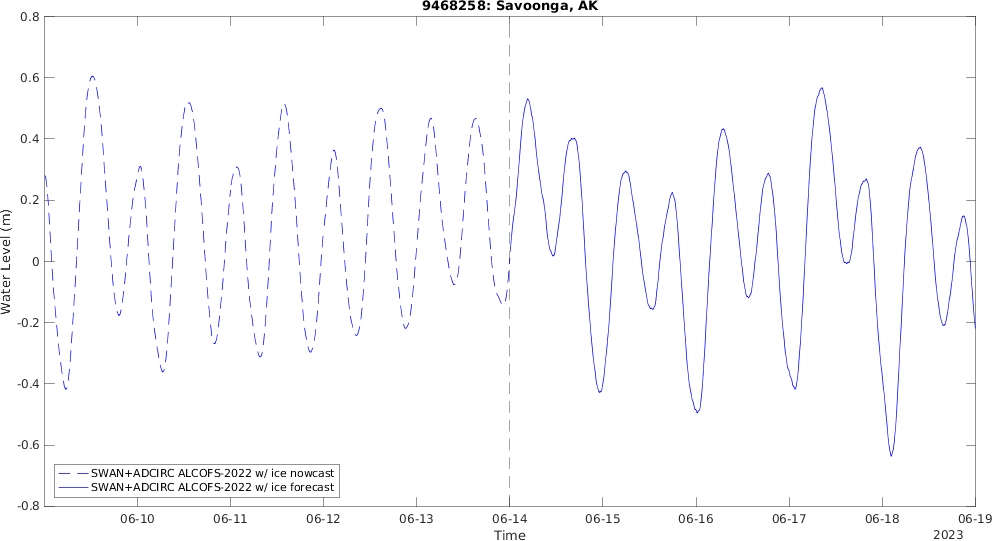 9468258: Savoonga, AK
0.8
0.6
0.4
0.2
0
-0.2
-0.4
-0.6
-0.8
Water Level (m)
SWAN+ADCIRC ALCOFS-2022 w/ ice nowcast
SWAN+ADCIRC ALCOFS-2022 w/ ice forecast
06-10 06-11 06-12 06-13 06-14 06-15 06-16 06-17 06-18 06-19
Time
2023